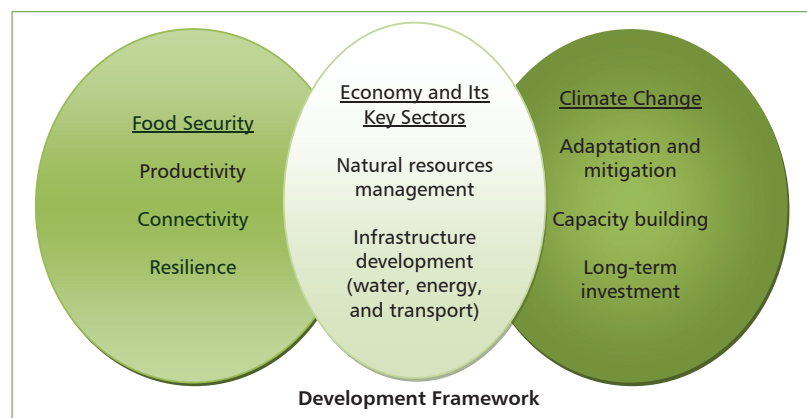 Food Security
Productivity
Connectivity
Resilience
Economy and Its
Key Sectors
Natural resources
management
Infrastructure
development
(water, energy,
and transport)
Climate Change
Adaptation and
mitigation
Capacity building
Long-term
investment
Development Framework